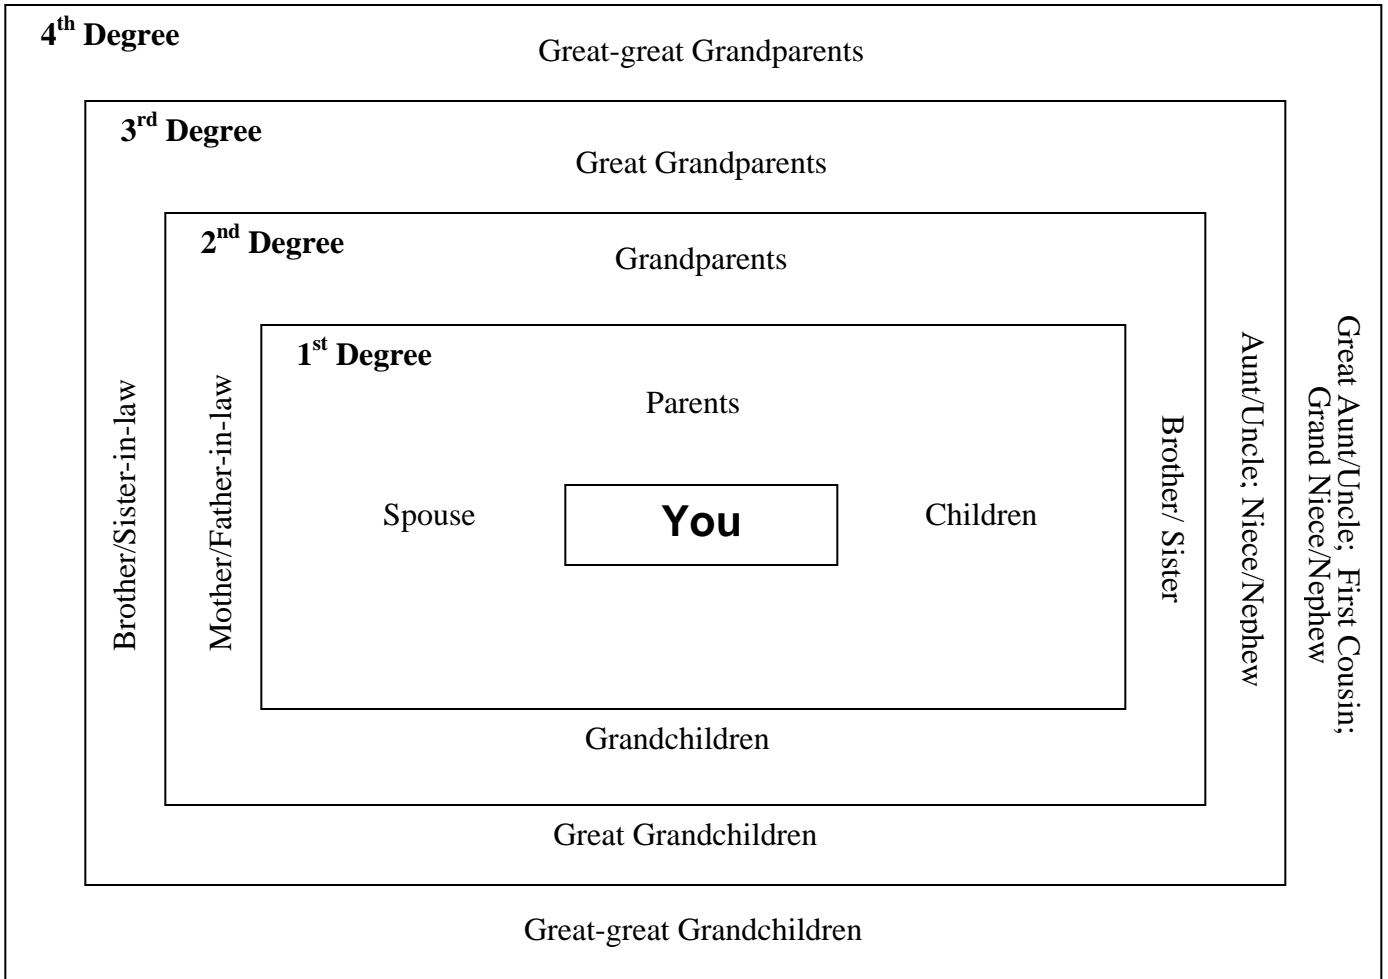 4th Degree
Great-great Grandparents
3rd Degree
Great Grandparents
2nd Degree
Grandparents
1st Degree
Parents
Brother/Sister-in-law
Mother/Father-in-law
Spouse
You
Children
Brother/ Sister
Aunt/Uncle; Niece/Nephew
Great Aunt/Uncle; First Cousin;
Grand Niece/Nephew
Grandchildren
Great Grandchildren
Great-great Grandchildren